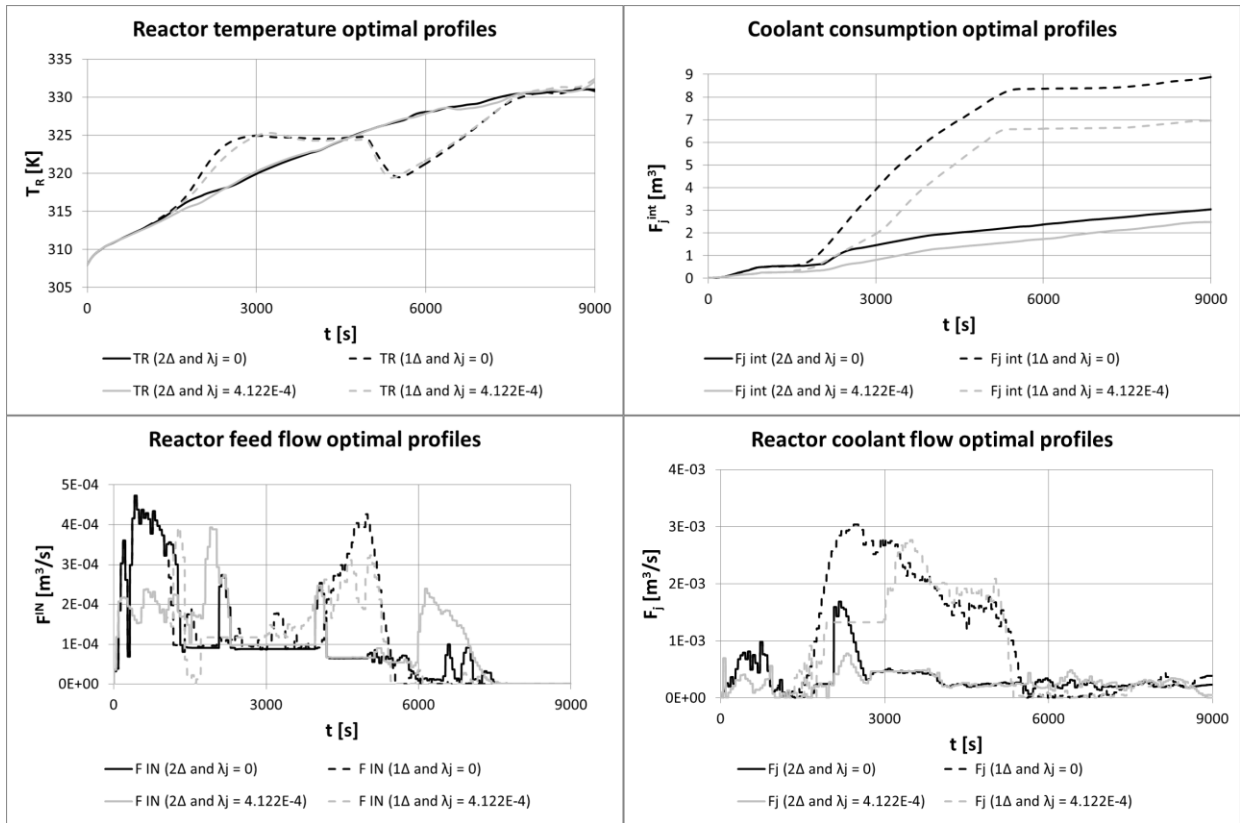 Reactor temperature optimal profiles
335
330
325
320
315
310
305
T_R [K]
0 3000 6000 9000
t [s]
TR (2Δ and λj = 0) TR (1Δ and λj = 0)
TR (2Δ and λj = 4.122E-4) TR (1Δ and λj = 4.122E-4)
Coolant consumption optimal profiles
9
8
7
6
5
4
3
2
1
0
F_j^int [m³]
0 3000 6000 9000
t [s]
Fj int (2Δ and λj = 0) Fj int (1Δ and λj = 0)
Fj int (2Δ and λj = 4.122E-4) Fj int (1Δ and λj = 4.122E-4)
Reactor feed flow optimal profiles
5E-04
4E-04
3E-04
2E-04
1E-04
0E+00
F^IN [m³/s]
0 3000 6000 9000
t [s]
F IN (2Δ and λj = 0) F IN (1Δ and λj = 0)
F IN (2Δ and λj = 4.122E-4) F IN (1Δ and λj = 4.122E-4)
Reactor coolant flow optimal profiles
4E-03
3E-03
2E-03
1E-03
0E+00
F_j [m³/s]
0 3000 6000 9000
t [s]
Fj (2Δ and λj = 0) Fj (1Δ and λj = 0)
Fj (2Δ and λj = 4.122E-4) Fj (1Δ and λj = 4.122E-4)